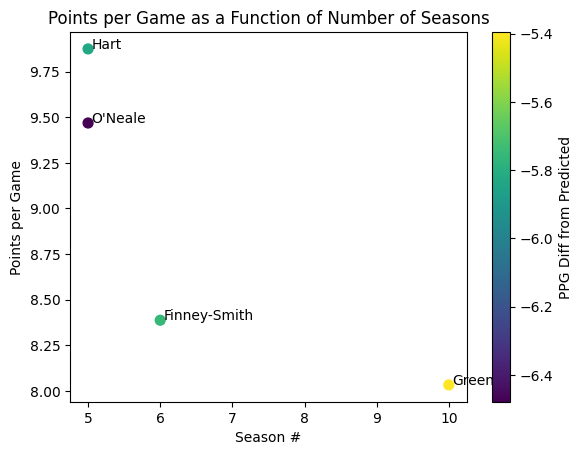 Points per Game as a Function of Number of Seasons
Points per Game
9.75
9.50
9.25
9.00
8.75
8.50
8.25
8.00
Hart
O'Neale
Finney-Smith
Green
5
6
7
8
9
10
Season #
−5.4
−5.6
−5.8
−6.0
−6.2
−6.4
PPG Diff from Predicted